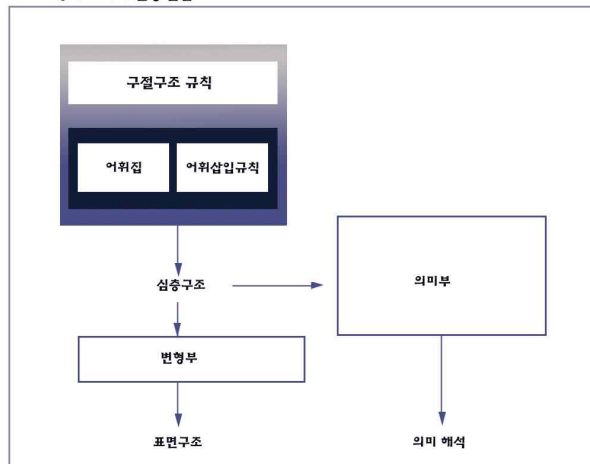 구절구조 규칙
어휘집
어휘삽입규칙
심층구조
의미부
변형부
표면구조
의미 해석